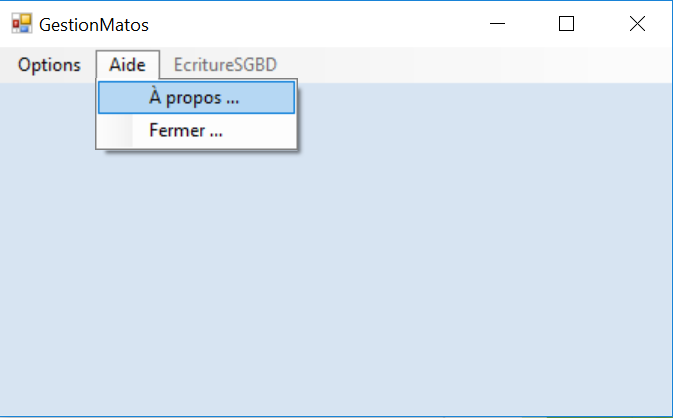 GestionMatos
Options Aide EcritureSGBD
À propos ...
Fermer ...